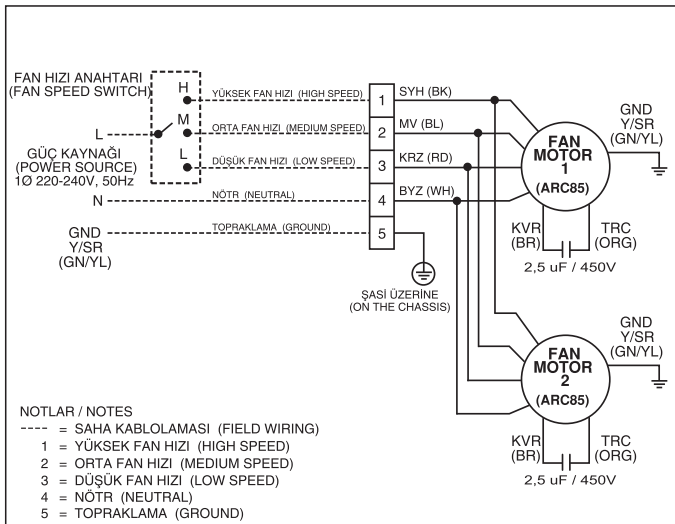 FAN HIZI ANAHTARI
(FAN SPEED SWITCH)
H
M
L
L
GÜÇ KAYNAĞI
(POWER SOURCE)
1Ø 220-240V, 50Hz
N
GND
Y/SR
(GN/YL)
YÜKSEK FAN HIZI (HIGH SPEED)
ORTA FAN HIZI (MEDIUM SPEED)
DÜŞÜK FAN HIZI (LOW SPEED)
NÖTR (NEUTRAL)
TOPRAKLAMA (GROUND)
1
2
3
4
5
SYH (BK)
MV (BL)
KRZ (RD)
BYZ (WH)
ŞASİ ÜZERİNE
(ON THE CHASSIS)
FAN
MOTOR
1
(ARC85)
GND
Y/SR
(GN/YL)
KVR
(BR)
TRC
(ORG)
2,5 uF / 450V
FAN
MOTOR
2
(ARC85)
GND
Y/SR
(GN/YL)
KVR
(BR)
TRC
(ORG)
2,5 uF / 450V
NOTLAR / NOTES
---- = SAHA KABLOLAMASI (FIELD WIRING)
1 = YÜKSEK FAN HIZI (HIGH SPEED)
2 = ORTA FAN HIZI (MEDIUM SPEED)
3 = DÜŞÜK FAN HIZI (LOW SPEED)
4 = NÖTR (NEUTRAL)
5 = TOPRAKLAMA (GROUND)